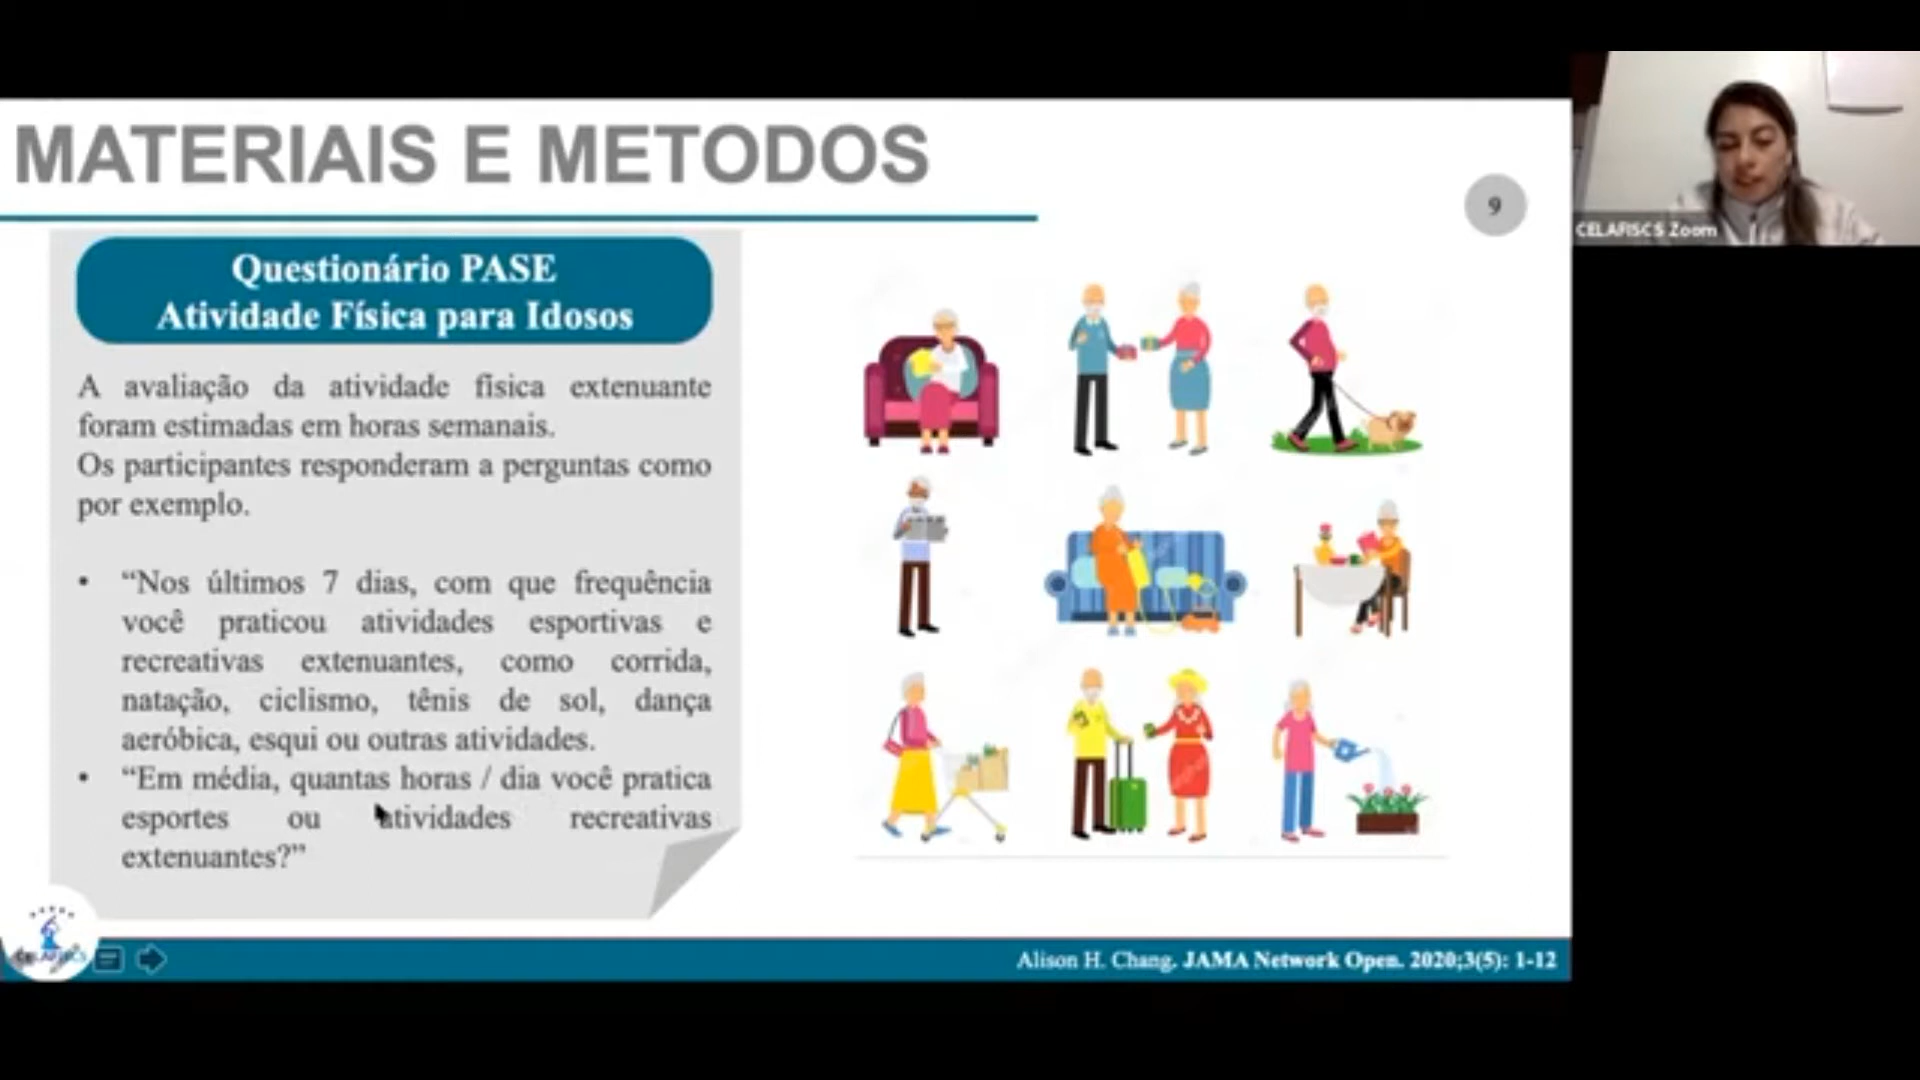 MATERIAIS E METODOS
9
CELAFISCS Zoom
Questionário PASE
Atividade Física para Idosos
A avaliação da atividade física extenuante
foram estimadas em horas semanais.
Os participantes responderam a perguntas como
por exemplo.
• “Nos últimos 7 dias, com que frequência
você praticou atividades esportivas e
recreativas extenuantes, como corrida,
natação, ciclismo, tênis de sol, dança
aeróbica, esqui ou outras atividades.
• “Em média, quantas horas / dia você pratica
esportes ou atividades recreativas
extenuantes?”
CELAFISCS
Alison H. Chang. JAMA Network Open. 2020;3(5): 1-12